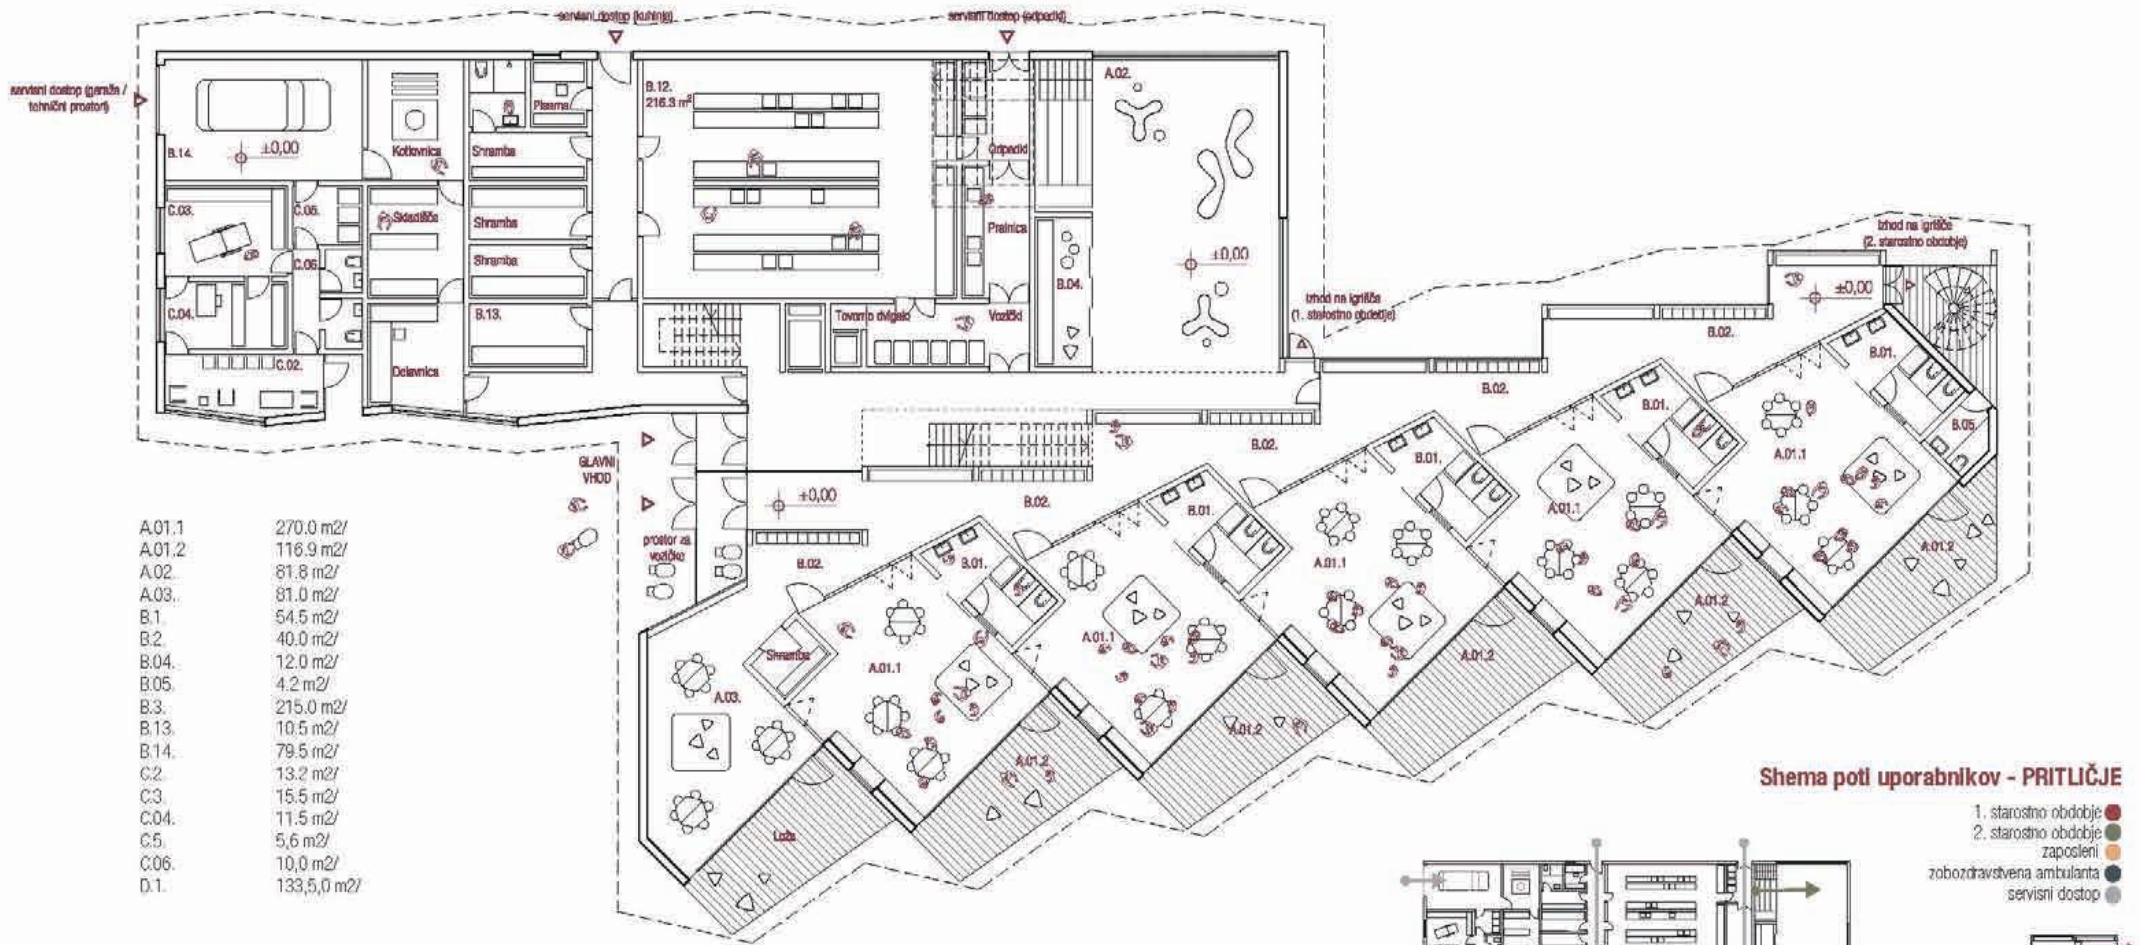 servisni dostop (kuhinja)
servisni dostop (odpadki)
servisni dostop (garaža /
tehnični prostori)
B.14.
±0,00
Kotlovnica
Pisarna
Shramba
B.12.
216.3 m²
Odpadki
A.02.
C.03.
C.05.
Skladišče
Shramba
Pralnica
±0,00
C.06.
Shramba
B.04.
C.04.
B.13.
Tovorno dvigalo
Vozički
C.02.
Delavnica
Izhod na igrišče
(1. starostno obdobje)
Izhod na igrišče
(2. starostno obdobje)
±0,00
B.02.
B.02.
B.02.
B.02.
B.02.
GLAVNI
VHOD
±0,00
prostor za
vozičke
B.01.
B.01.
B.01.
B.01.
B.01.
B.05.
A.01.1
A.01.1
A.01.1
A.01.1
A.01.1
A.01.2
A.01.2
A.01.2
A.01.2
A.01.2
Shramba
A.03.
Loža
A.01.1 270.0 m2/
A.01.2 116.9 m2/
A.02. 81.8 m2/
A.03. 81.0 m2/
B.1. 54.5 m2/
B.2. 40.0 m2/
B.04. 12.0 m2/
B.05. 4.2 m2/
B.3. 215.0 m2/
B.13. 10.5 m2/
B.14. 79.5 m2/
C.2. 13.2 m2/
C.3. 15.5 m2/
C.04. 11.5 m2/
C.5. 5,6 m2/
C.06. 10,0 m2/
D.1. 133,5,0 m2/
Shema poti uporabnikov - PRITLIČJE
1. starostno obdobje
2. starostno obdobje
zaposleni
zobozdravstvena ambulanta
servisni dostop